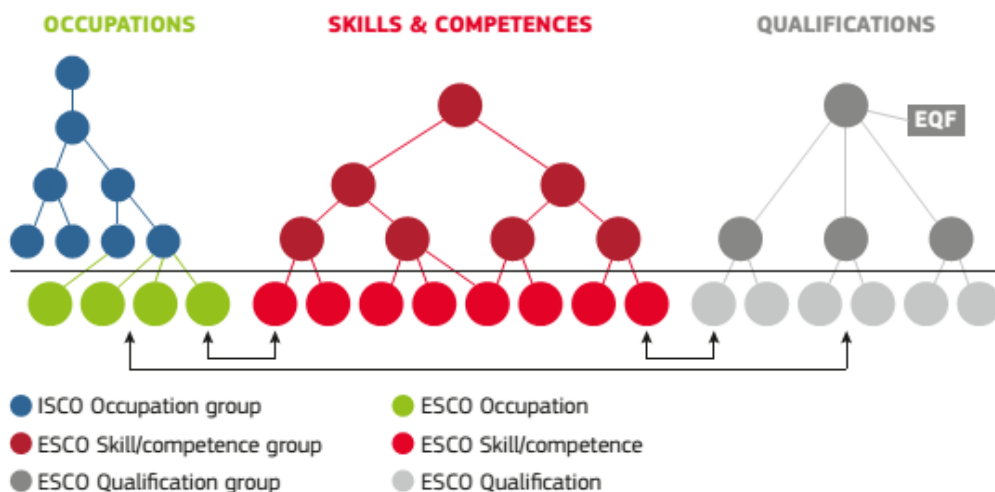 OCCUPATIONS
SKILLS & COMPETENCES
QUALIFICATIONS
EQF
ISCO Occupation group
ESCO Occupation
ESCO Skill/competence group
ESCO Skill/competence
ESCO Qualification group
ESCO Qualification